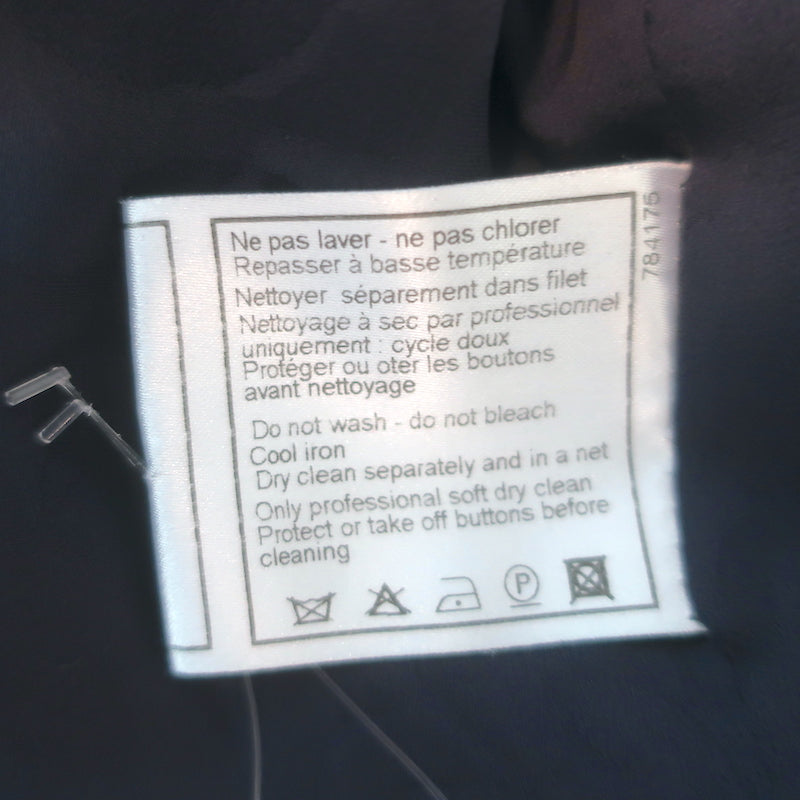 Ne pas laver - ne pas chlorer
Repasser à basse température
Nettoyer séparement dans filet
Nettoyage à sec par professionnel
uniquement : cycle doux
Protéger ou oter les boutons
avant nettoyage
Do not wash - do not bleach
Cool iron
Dry clean separately and in a net
Only professional soft dry clean
Protect or take off buttons before
cleaning
P
784175